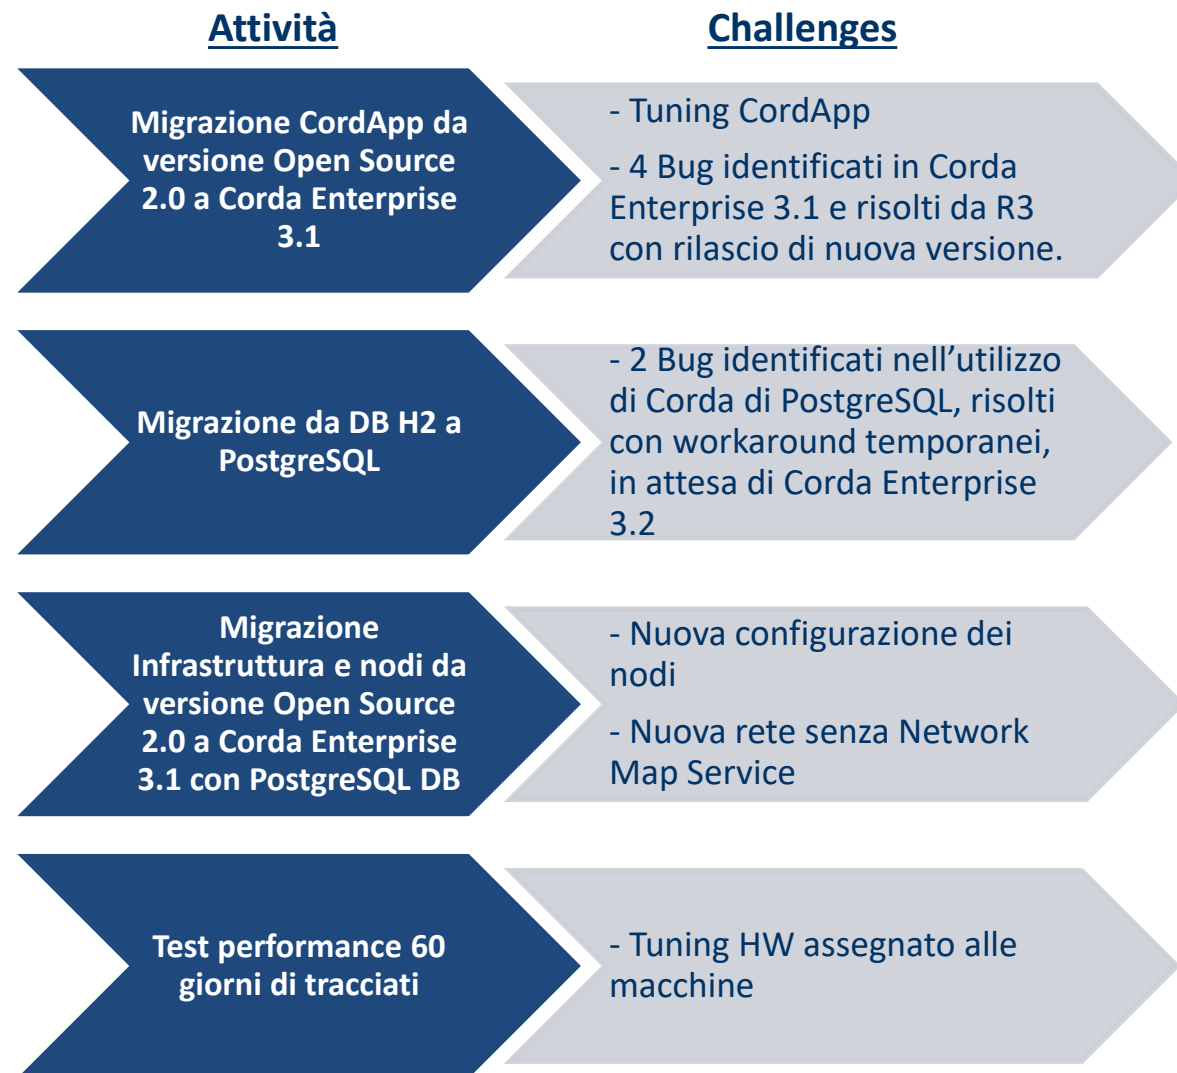 Attività
Challenges
Migrazione CordApp da
versione Open Source
2.0 a Corda Enterprise
3.1
- Tuning CordApp
- 4 Bug identificati in Corda
Enterprise 3.1 e risolti da R3
con rilascio di nuova versione.
Migrazione da DB H2 a
PostgreSQL
- 2 Bug identificati nell’utilizzo
di Corda di PostgreSQL, risolti
con workaround temporanei,
in attesa di Corda Enterprise
3.2
Migrazione
Infrastruttura e nodi da
versione Open Source
2.0 a Corda Enterprise
3.1 con PostgreSQL DB
- Nuova configurazione dei
nodi
- Nuova rete senza Network
Map Service
Test performance 60
giorni di tracciati
- Tuning HW assegnato alle
macchine